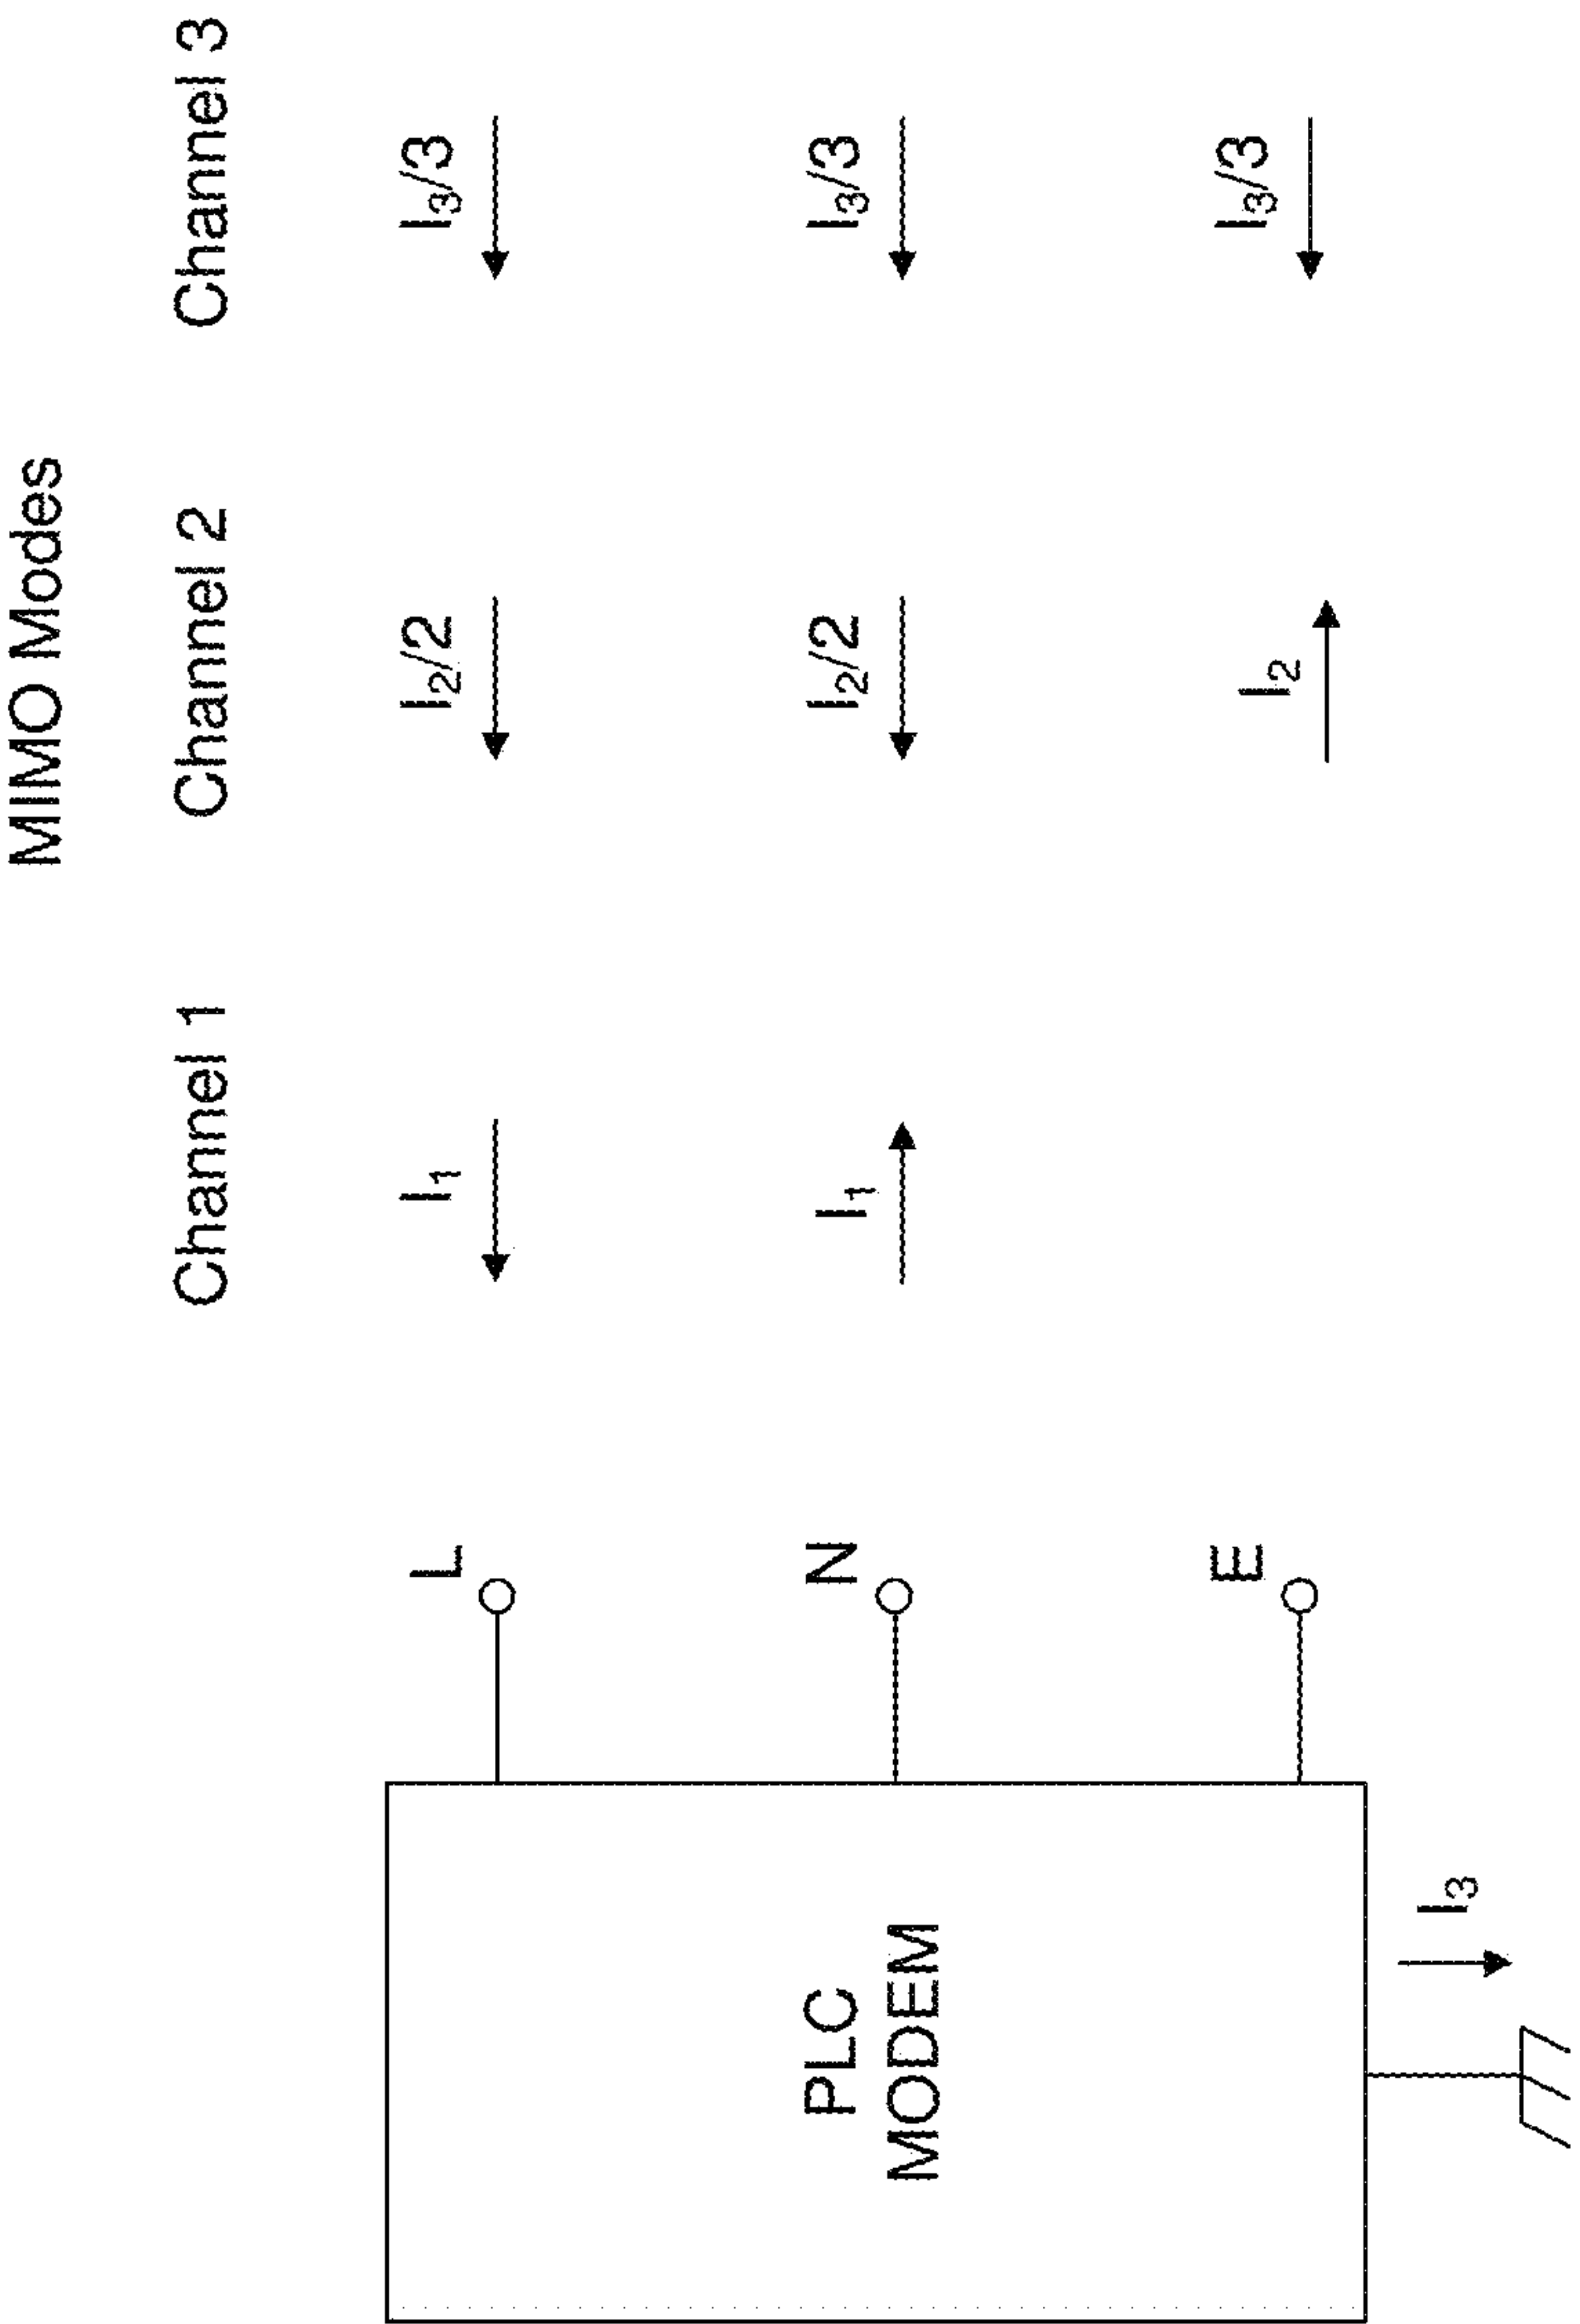 MIMO Modes
Channel 1 Channel 2 Channel 3
L I₁ I₂/2 I₃/3
PLC
MODEM
N I₁ I₂/2 I₃/3
E I₂ I₃/3
I₃